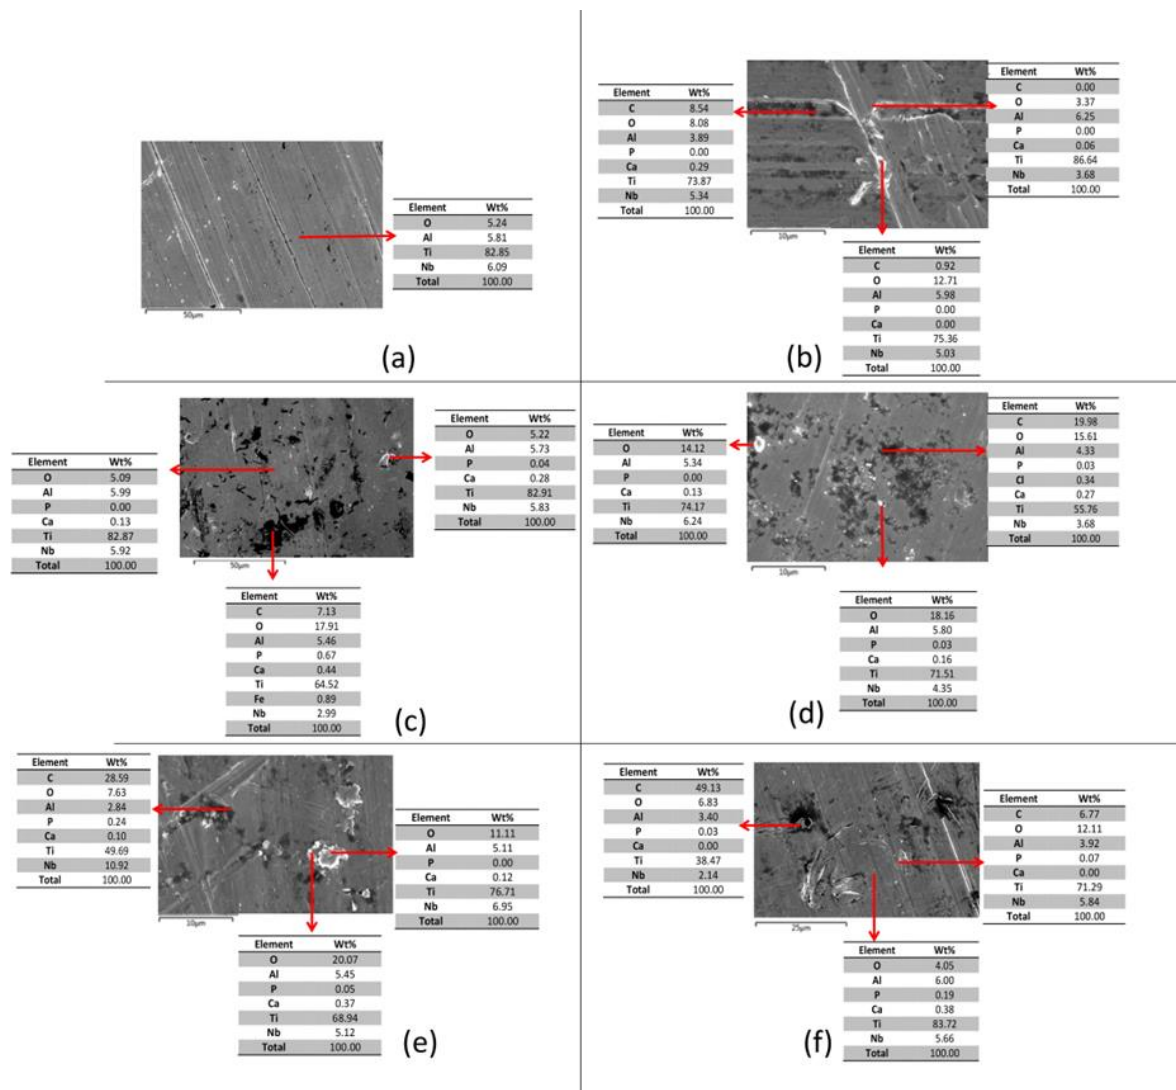 Element Wt%
O 5.24
Al 5.81
Ti 82.85
Nb 6.09
Total 100.00
50µm
(a)
Element Wt%
C 8.54
O 8.08
Al 3.89
P 0.00
Ca 0.29
Ti 73.87
Nb 5.34
Total 100.00
10µm
Element Wt%
C 0.00
O 3.37
Al 6.25
P 0.00
Ca 0.06
Ti 86.64
Nb 3.68
Total 100.00
Element Wt%
C 0.92
O 12.71
Al 5.98
P 0.00
Ca 0.00
Ti 75.36
Nb 5.03
Total 100.00
(b)
Element Wt%
O 5.09
Al 5.99
P 0.00
Ca 0.13
Ti 82.87
Nb 5.92
Total 100.00
50µm
Element Wt%
O 5.22
Al 5.73
P 0.04
Ca 0.28
Ti 82.91
Nb 5.83
Total 100.00
Element Wt%
C 7.13
O 17.91
Al 5.46
P 0.67
Ca 0.44
Ti 64.52
Fe 0.89
Nb 2.99
Total 100.00
(c)
Element Wt%
O 14.12
Al 5.34
P 0.00
Ca 0.13
Ti 74.17
Nb 6.24
Total 100.00
10µm
Element Wt%
C 19.98
O 15.61
Al 4.33
P 0.03
Cl 0.34
Ca 0.27
Ti 55.76
Nb 3.68
Total 100.00
Element Wt%
O 18.16
Al 5.80
P 0.03
Ca 0.16
Ti 71.51
Nb 4.35
Total 100.00
(d)
Element Wt%
C 28.59
O 7.63
Al 2.84
P 0.24
Ca 0.10
Ti 49.69
Nb 10.92
Total 100.00
10µm
Element Wt%
O 11.11
Al 5.11
P 0.00
Ca 0.12
Ti 76.71
Nb 6.95
Total 100.00
Element Wt%
O 20.07
Al 5.45
P 0.05
Ca 0.37
Ti 68.94
Nb 5.12
Total 100.00
(e)
Element Wt%
C 49.13
O 6.83
Al 3.40
P 0.03
Ca 0.00
Ti 38.47
Nb 2.14
Total 100.00
25µm
Element Wt%
C 6.77
O 12.11
Al 3.92
P 0.07
Ca 0.00
Ti 71.29
Nb 5.84
Total 100.00
Element Wt%
O 4.05
Al 6.00
P 0.19
Ca 0.38
Ti 83.72
Nb 5.66
Total 100.00
(f)